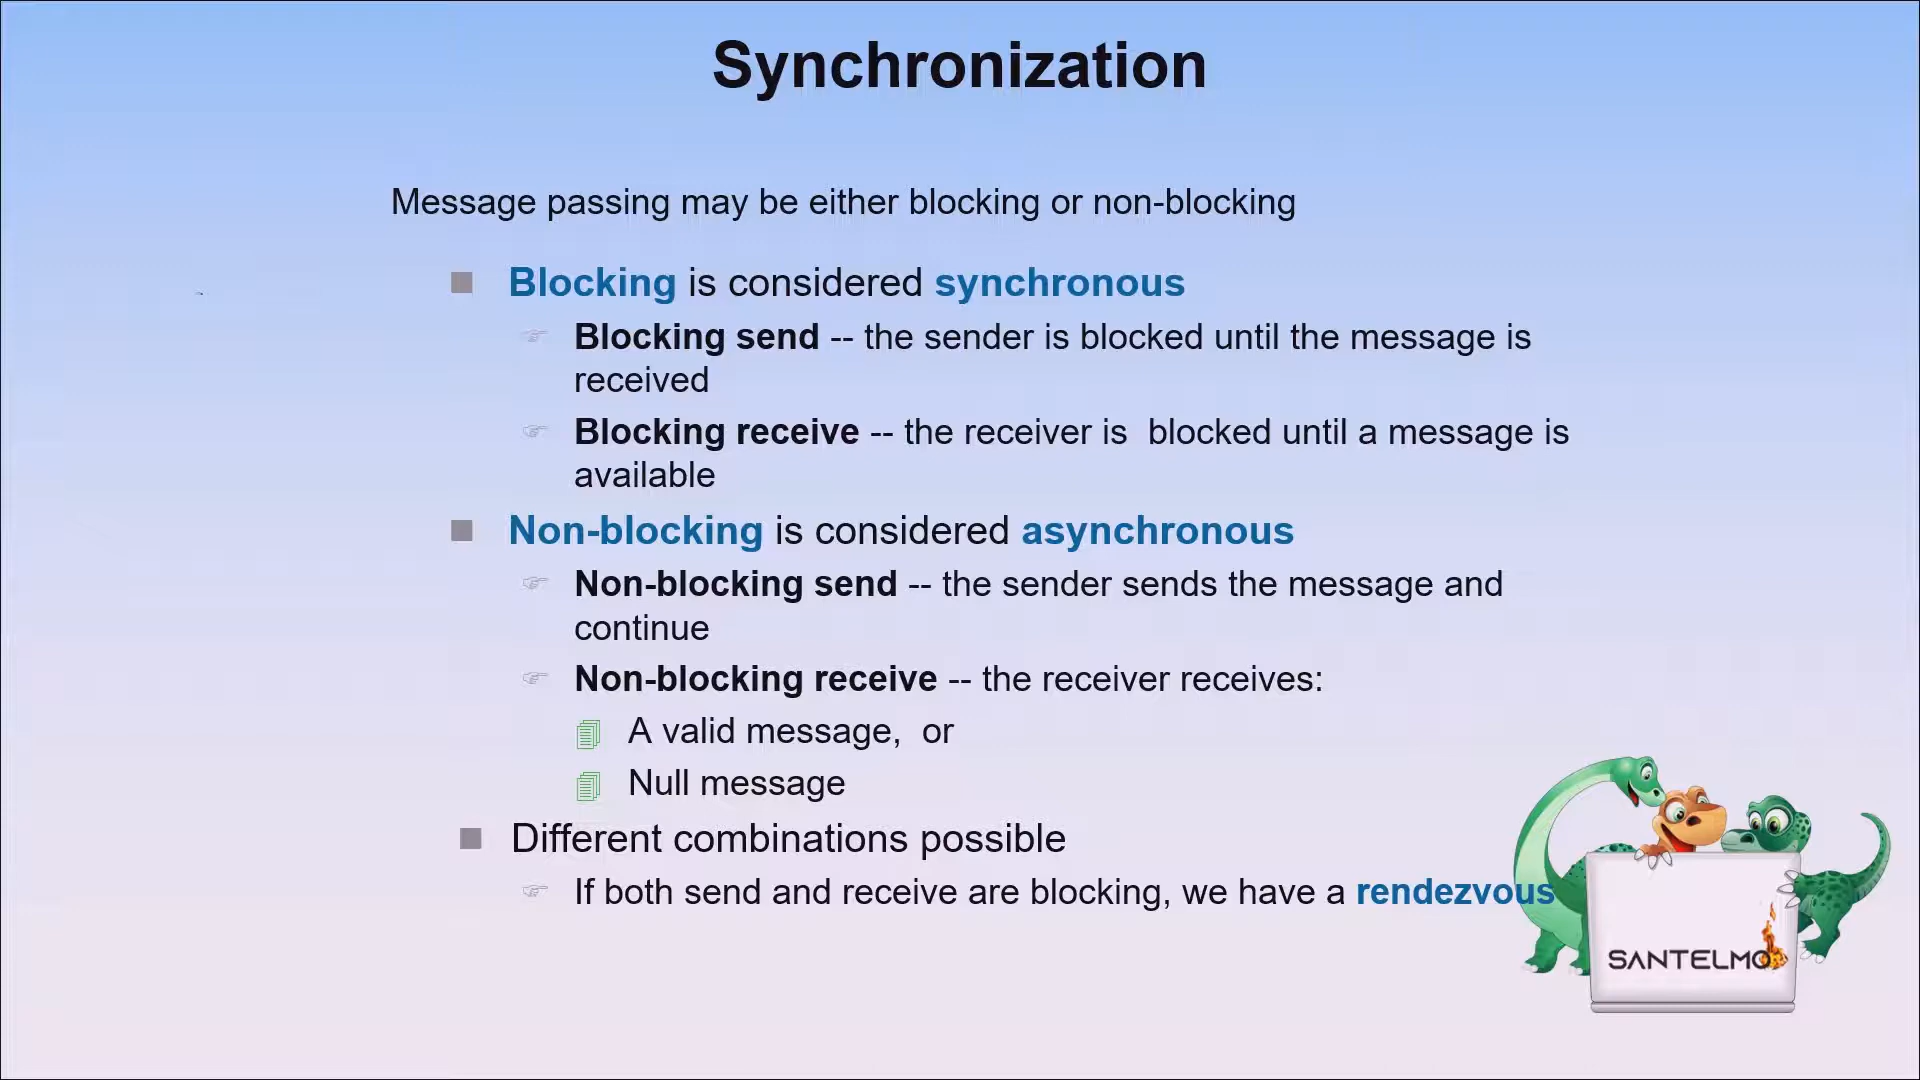 Synchronization
Message passing may be either blocking or non-blocking
Blocking is considered synchronous
Blocking send -- the sender is blocked until the message is
received
Blocking receive -- the receiver is  blocked until a message is
available
Non-blocking is considered asynchronous
Non-blocking send -- the sender sends the message and
continue
Non-blocking receive -- the receiver receives:
A valid message,  or
Null message
Different combinations possible
If both send and receive are blocking, we have a rendezvous
SANTELMO